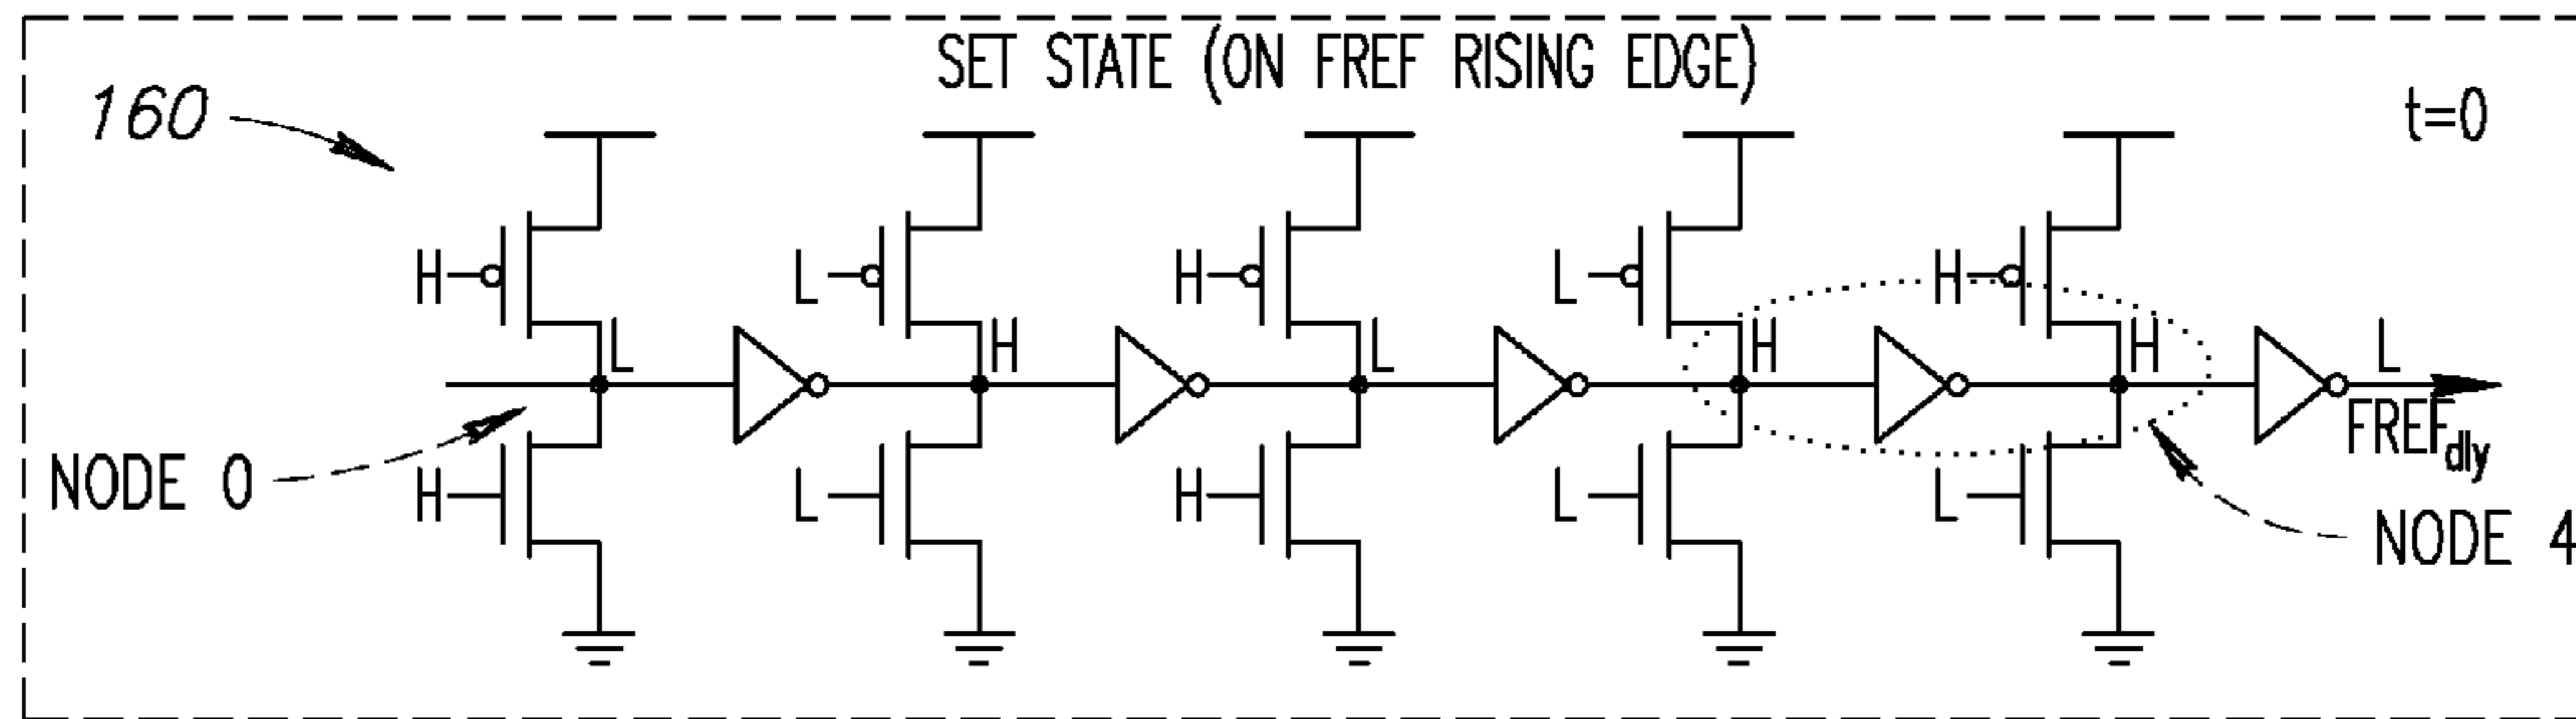 SET STATE (ON FREF RISING EDGE)
160
t=0
H L H L H
L H L H H L
FREFdly
NODE 0
H L H L L
NODE 4